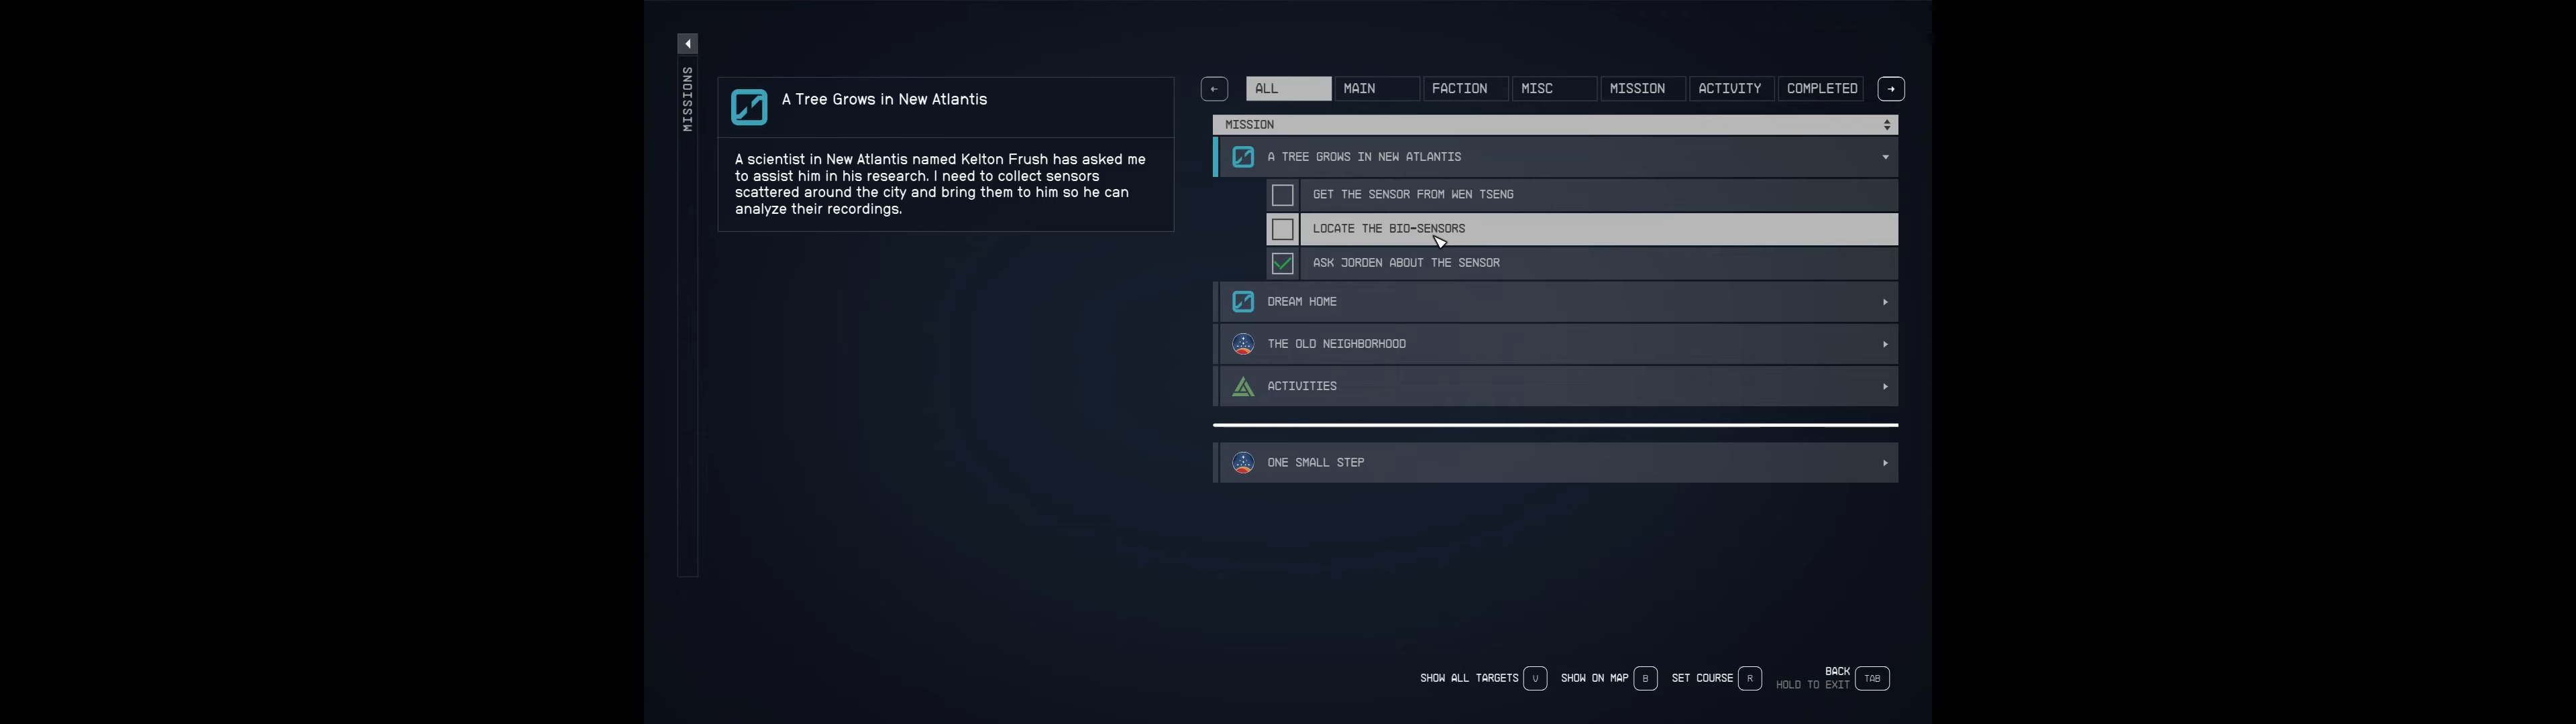 MISSIONS
A Tree Grows in New Atlantis
A scientist in New Atlantis named Kelton Frush has asked me
to assist him in his research. I need to collect sensors
scattered around the city and bring them to him so he can
analyze their recordings.
ALL MAIN FACTION MISC MISSION ACTIVITY COMPLETED
MISSION
A TREE GROWS IN NEW ATLANTIS
GET THE SENSOR FROM WEN TSENG
LOCATE THE BIO-SENSORS
ASK JORDEN ABOUT THE SENSOR
DREAM HOME
THE OLD NEIGHBORHOOD
ACTIVITIES
ONE SMALL STEP
SHOW ALL TARGETS V SHOW ON MAP B SET COURSE R BACK TAB
HOLD TO EXIT